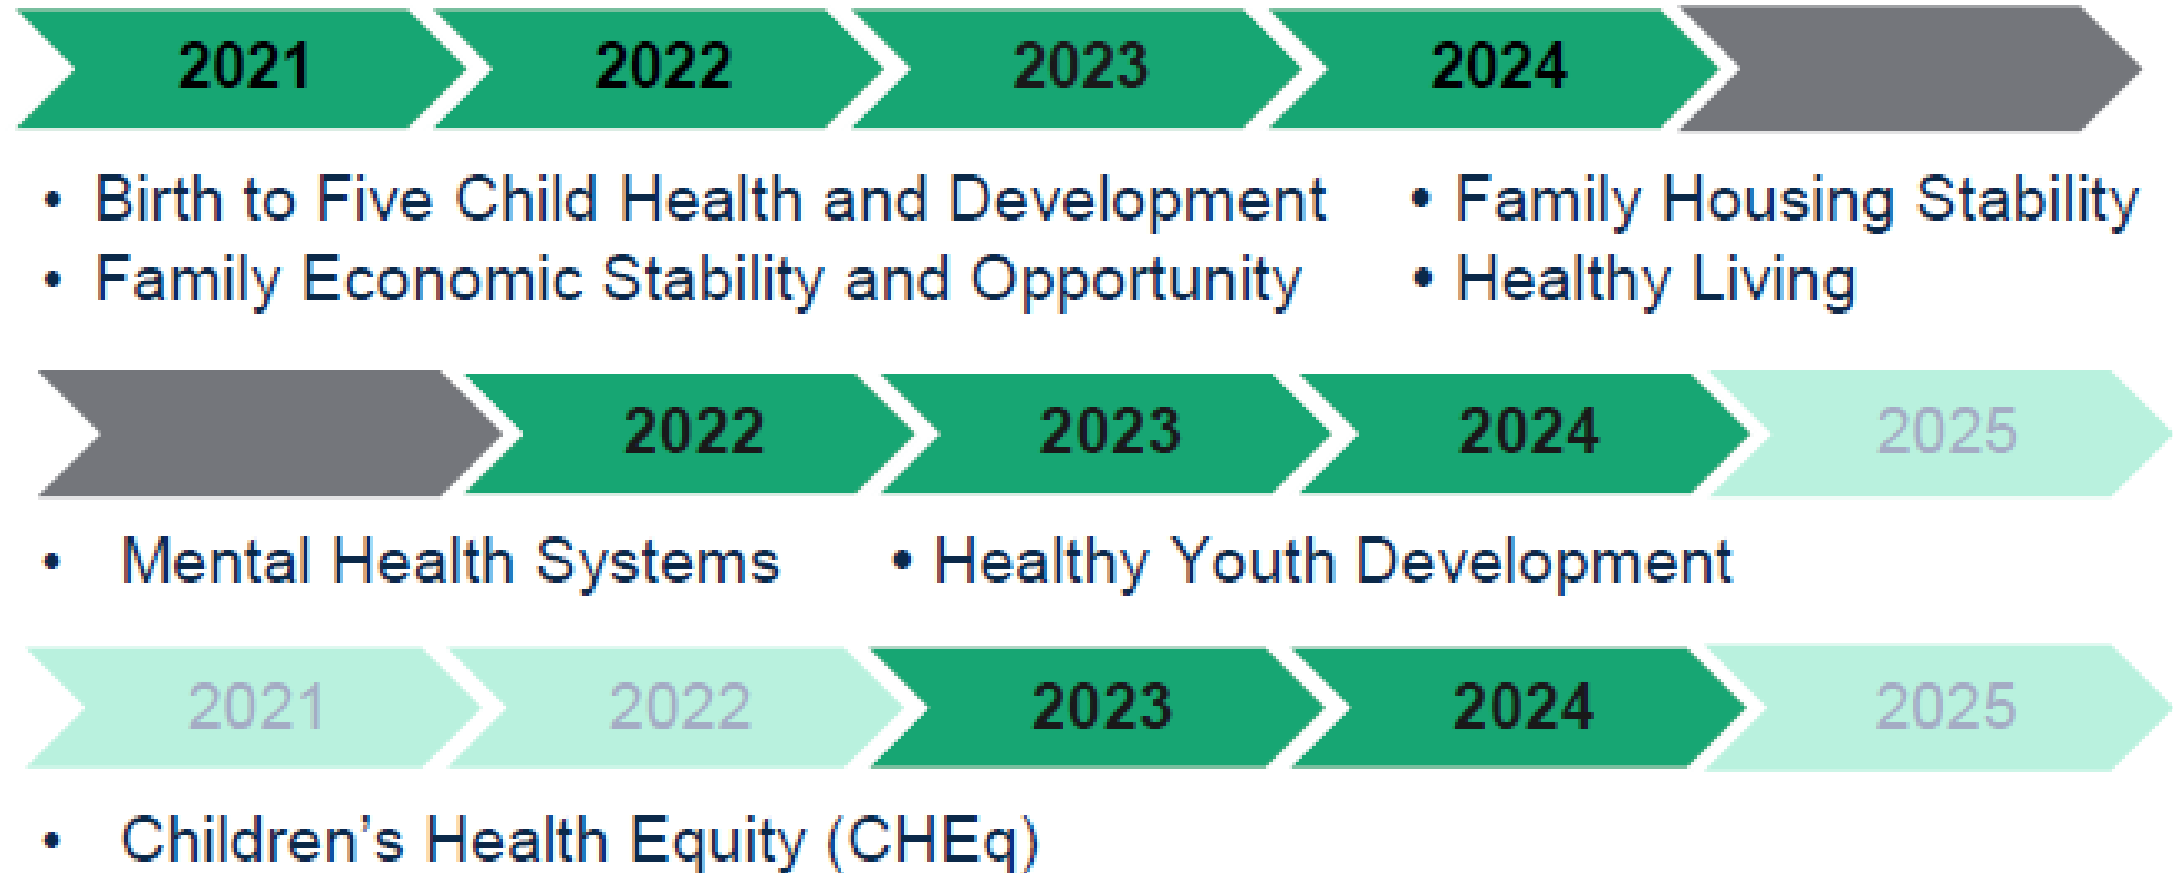 2021 2022 2023 2024
• Birth to Five Child Health and Development • Family Housing Stability
• Family Economic Stability and Opportunity • Healthy Living
2022 2023 2024 2025
• Mental Health Systems • Healthy Youth Development
2021 2022 2023 2024 2025
• Children’s Health Equity (CHEq)